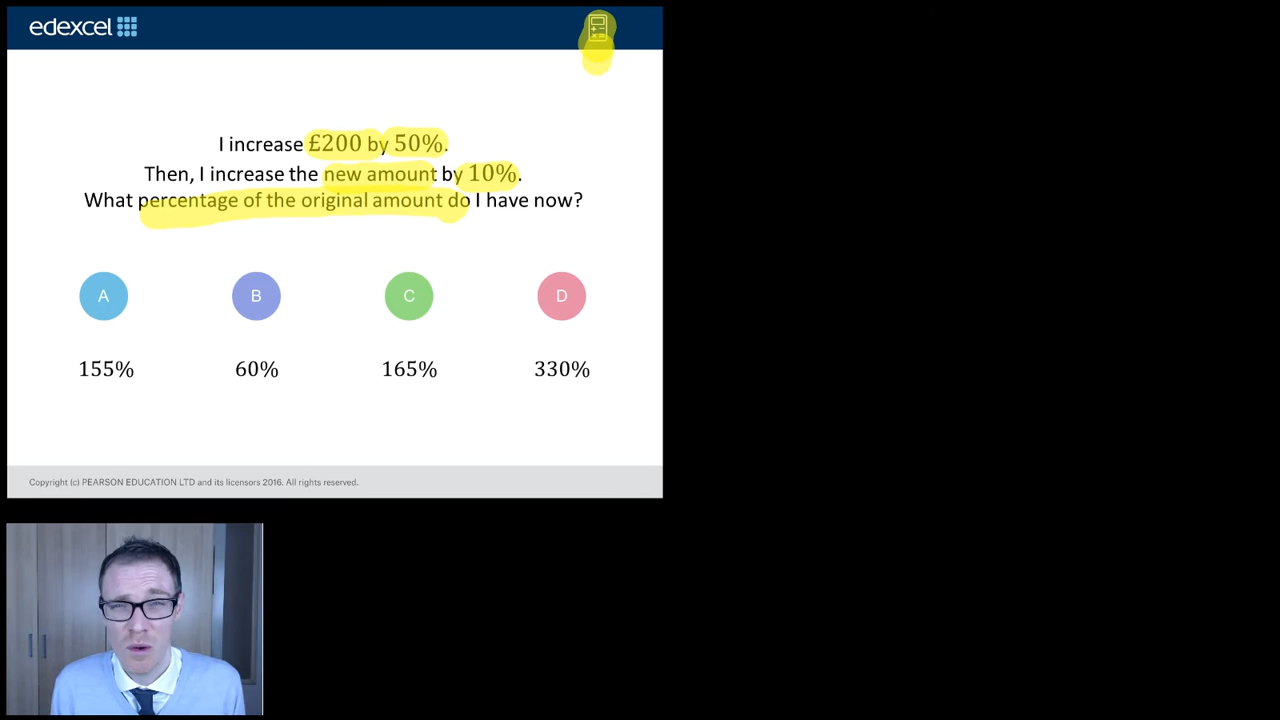 edexcel
I increase £200 by 50%.
Then, I increase the new amount by 10%.
What percentage of the original amount do I have now?
A B C D
155% 60% 165% 330%
Copyright (c) PEARSON EDUCATION LTD and its licensors 2016. All rights reserved.